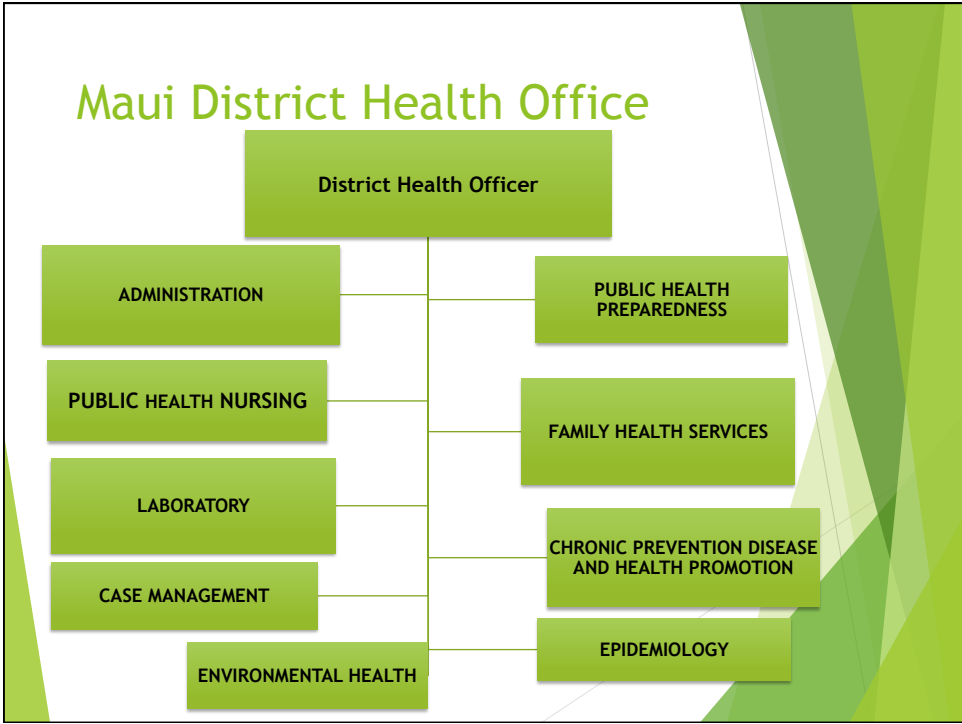 Maui District Health Office
District Health Officer
ADMINISTRATION
PUBLIC HEALTH
PREPAREDNESS
PUBLIC HEALTH NURSING
FAMILY HEALTH SERVICES
LABORATORY
CHRONIC PREVENTION DISEASE
AND HEALTH PROMOTION
CASE MANAGEMENT
EPIDEMIOLOGY
ENVIRONMENTAL HEALTH